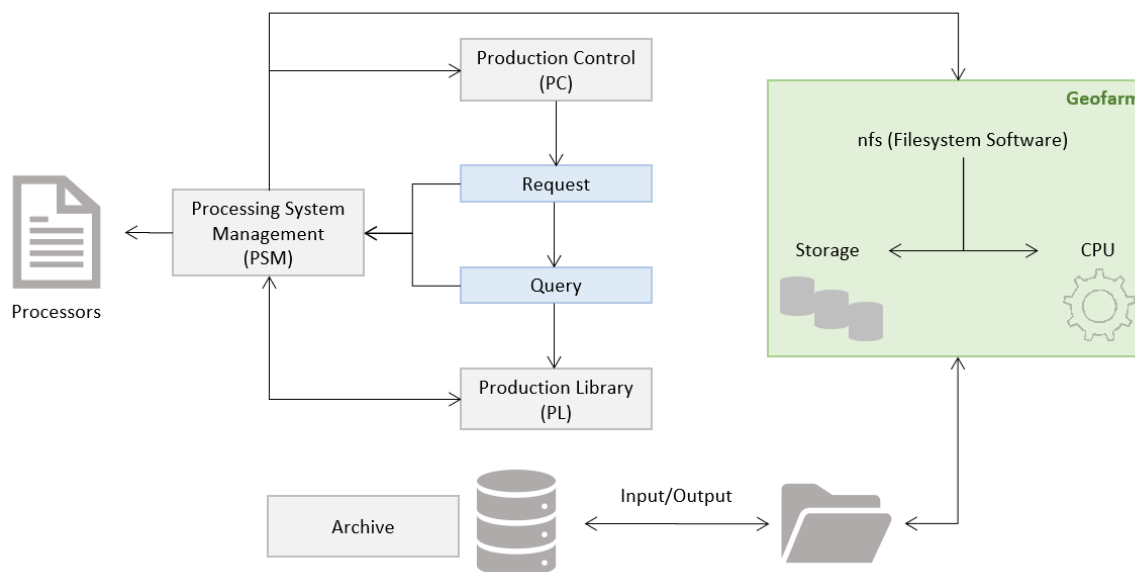 Production Control
(PC)
Geofarm
nfs (Filesystem Software)
Request
Processing System
Management
(PSM)
Storage
CPU
Query
Processors
Production Library
(PL)
Input/Output
Archive